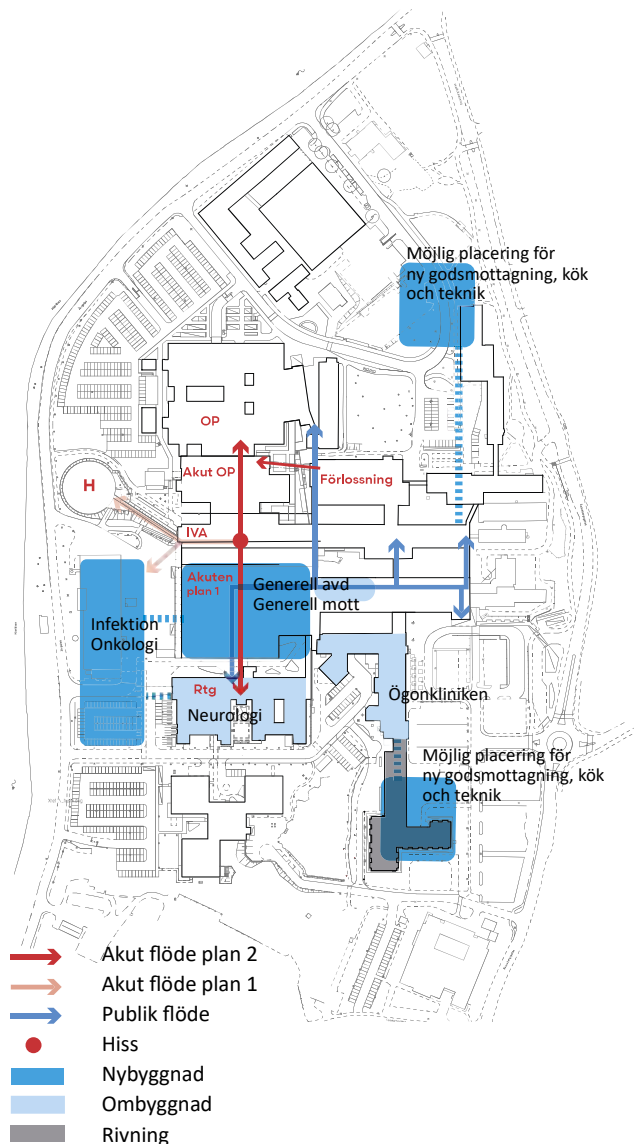 Möjlig placering för
ny godsmottagning, kök
och teknik
OP
Akut OP
Förlossning
H
IVA
Akuten
plan 1
Generell avd
Generell mott
Infektion
Onkologi
Rtg
Neurologi
Ögonkliniken
Möjlig placering för
ny godsmottagning, kök
och teknik
Akut flöde plan 2
Akut flöde plan 1
Publik flöde
Hiss
Nybyggnad
Ombyggnad
Rivning